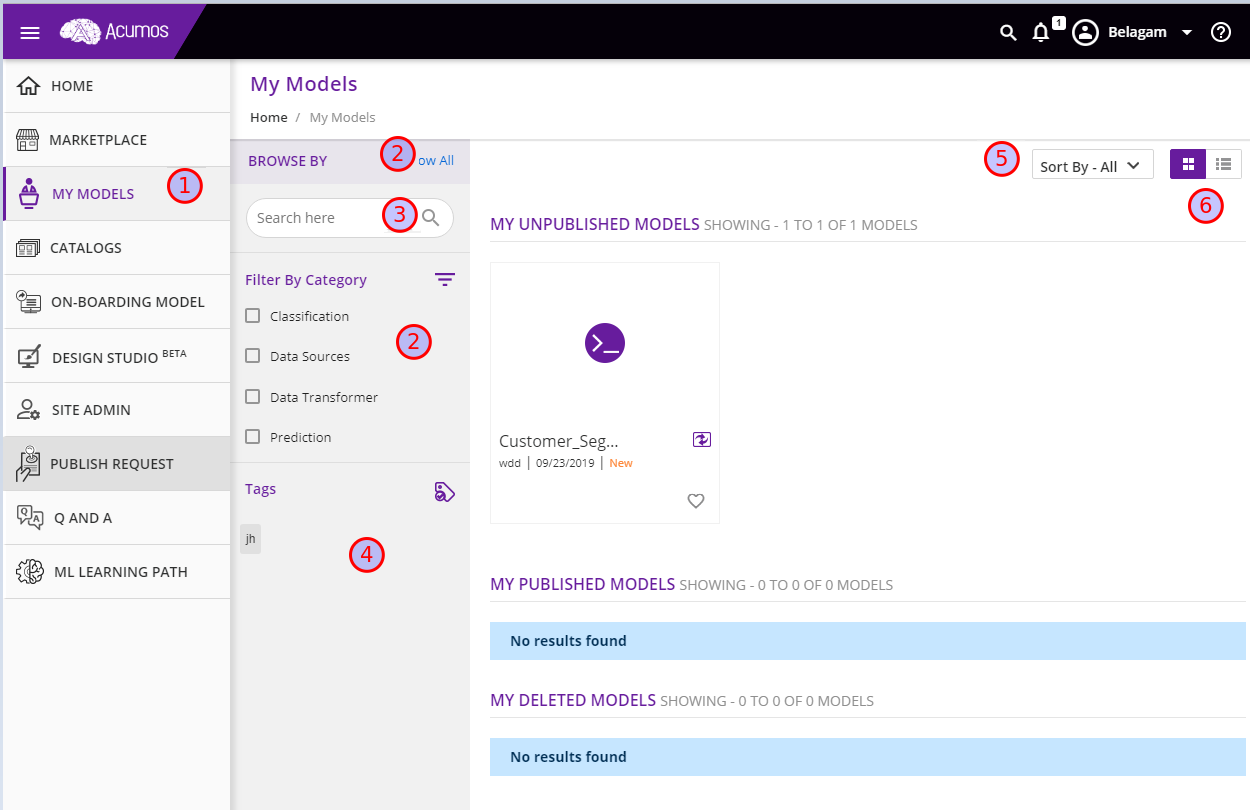 Acumos
1
Belagam
HOME
MARKETPLACE
MY MODELS
1
CATALOGS
ON-BOARDING MODEL
DESIGN STUDIO BETA
SITE ADMIN
PUBLISH REQUEST
Q AND A
ML LEARNING PATH
My Models
Home / My Models
BROWSE BY
2
ow All
Search here
3
Filter By Category
Classification
2
Data Sources
Data Transformer
Prediction
Tags
jh
4
5
Sort By - All
6
MY UNPUBLISHED MODELS SHOWING - 1 TO 1 OF 1 MODELS
Customer_Seg...
wdd | 09/23/2019 | New
MY PUBLISHED MODELS SHOWING - 0 TO 0 OF 0 MODELS
No results found
MY DELETED MODELS SHOWING - 0 TO 0 OF 0 MODELS
No results found